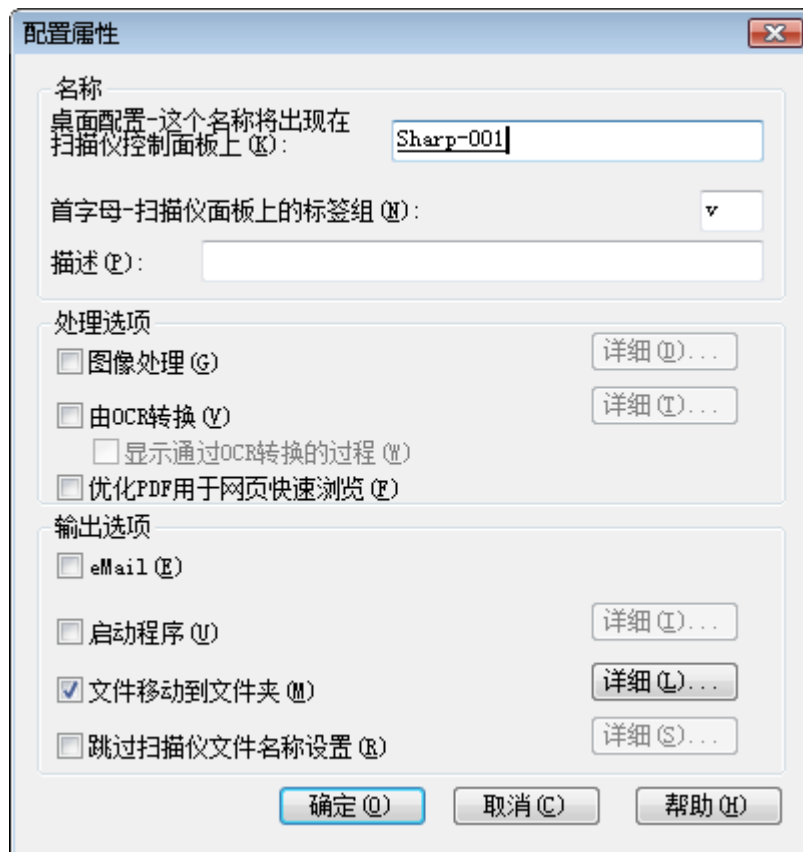 配置属性
名称
桌面配置-这个名称将出现在
扫描仪控制面板上(K):
Sharp-001
首字母-扫描仪面板上的标签组(N):
v
描述(P):
处理选项
图像处理(G)
详细(D)...
由OCR转换(V)
详细(T)...
显示通过OCR转换的过程(W)
优化PDF用于网页快速浏览(F)
输出选项
eMail(E)
启动程序(U)
详细(I)...
文件移动到文件夹(M)
详细(L)...
跳过扫描仪文件名称设置(R)
详细(S)...
确定(O)
取消(C)
帮助(H)